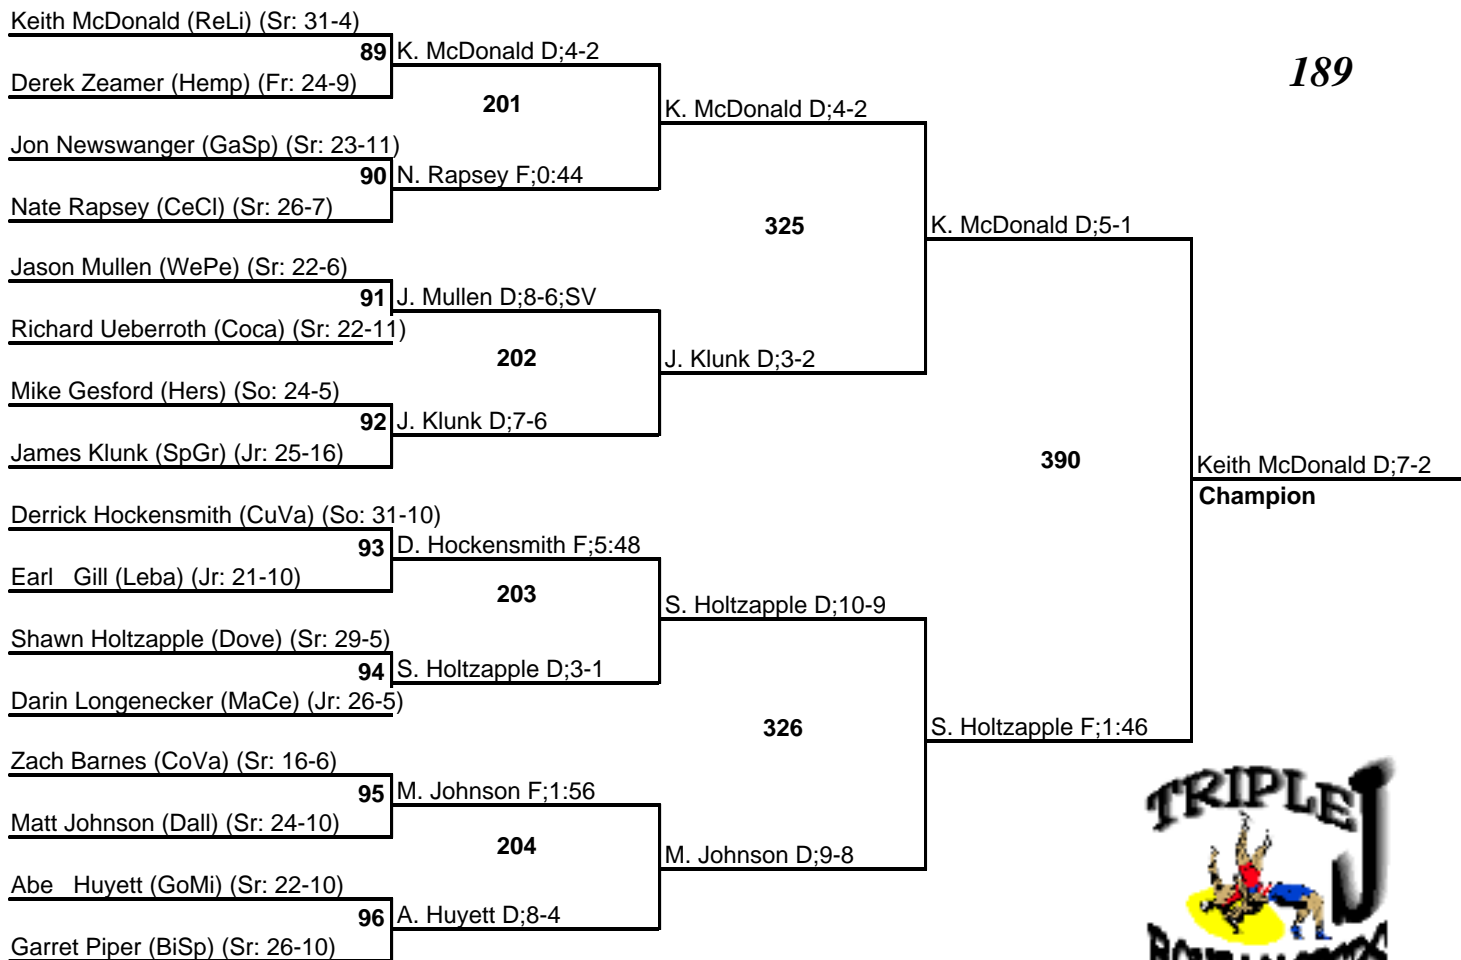 189
Keith McDonald (ReLi) (Sr: 31-4)
89 K. McDonald D;4-2
Derek Zeamer (Hemp) (Fr: 24-9)
201
K. McDonald D;4-2
Jon Newswanger (GaSp) (Sr: 23-11)
90 N. Rapsey F;0:44
Nate Rapsey (CeCl) (Sr: 26-7)
325
K. McDonald D;5-1
Jason Mullen (WePe) (Sr: 22-6)
91 J. Mullen D;8-6;SV
Richard Ueberroth (Coca) (Sr: 22-11)
202
J. Klunk D;3-2
Mike Gesford (Hers) (So: 24-5)
92 J. Klunk D;7-6
James Klunk (SpGr) (Jr: 25-16)
390
Keith McDonald D;7-2
Champion
Derrick Hockensmith (CuVa) (So: 31-10)
93 D. Hockensmith F;5:48
Earl Gill (Leba) (Jr: 21-10)
203
S. Holtzapple D;10-9
Shawn Holtzapple (Dove) (Sr: 29-5)
94 S. Holtzapple D;3-1
Darin Longenecker (MaCe) (Jr: 26-5)
326
S. Holtzapple F;1:46
Zach Barnes (CoVa) (Sr: 16-6)
95 M. Johnson F;1:56
Matt Johnson (Dall) (Sr: 24-10)
204
M. Johnson D;9-8
Abe Huyett (GoMi) (Sr: 22-10)
96 A. Huyett D;8-4
Garret Piper (BiSp) (Sr: 26-10)
TRIPLE J